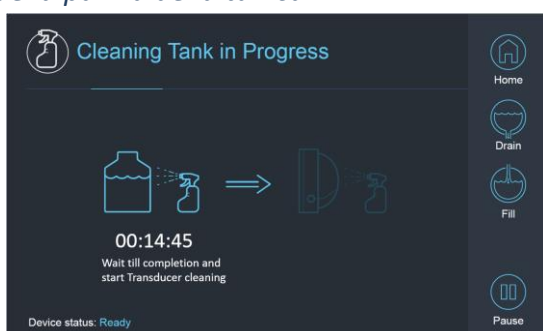 Cleaning Tank in Progress
Home
Drain
Fill
00:14:45
Wait till completion and
start Transducer cleaning
Pause
Device status: Ready